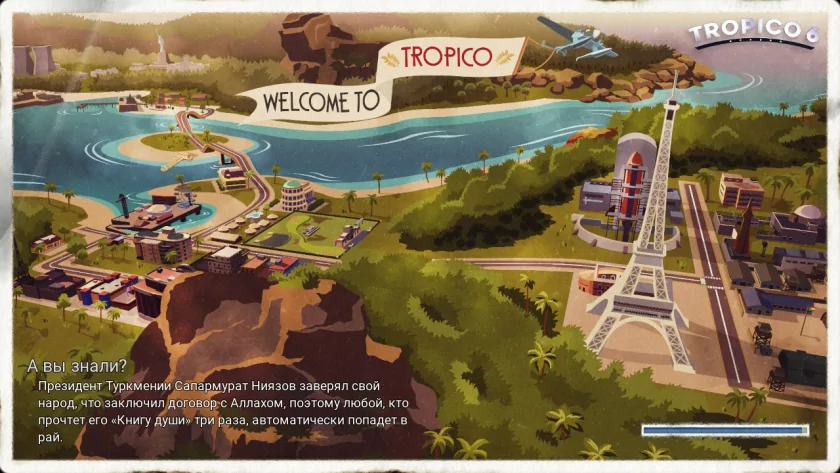 TROPICO 6
TROPICO
WELCOME TO
А вы знали?
Президент Туркмении Сапармурат Ниязов заверял свой
народ, что заключил договор с Аллахом, поэтому любой, кто
прочтет его «Книгу души» три раза, автоматически попадет в
рай.